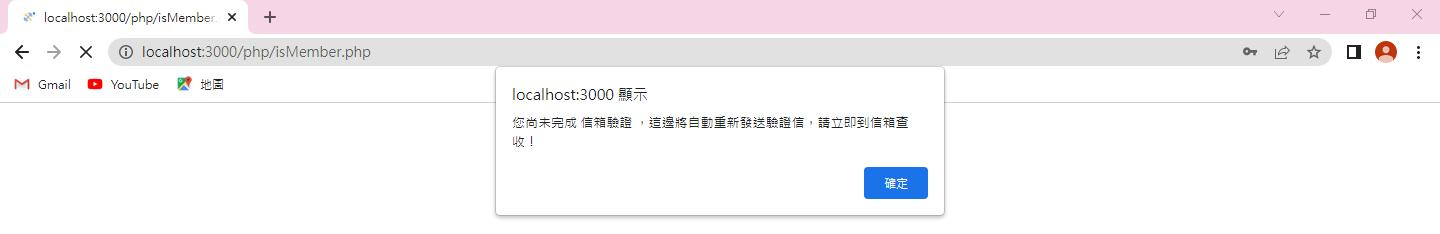 localhost:3000/php/isMember.
localhost:3000/php/isMember.php
Gmail
YouTube
地圖
localhost:3000 顯示
您尚未完成 信箱驗證 ，這邊將自動重新發送驗證信，請立即到信箱查
收！
確定